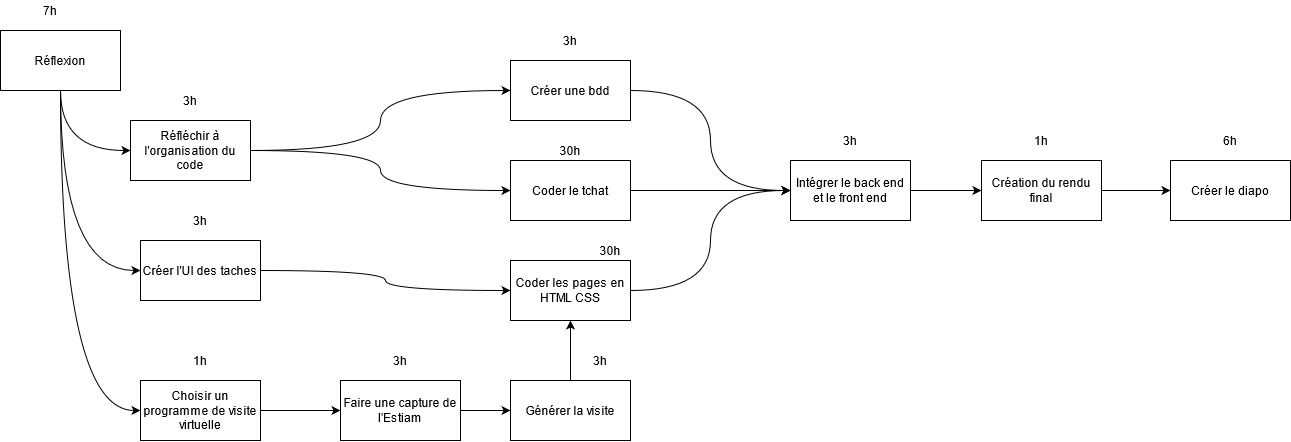 7h
Réflexion
3h
Réfléchir à
l'organisation du
code
3h
Créer l'UI des taches
1h
Choisir un
programme de visite
virtuelle
3h
Faire une capture de
l'Estiam
3h
Générer la visite
3h
Créer une bdd
30h
Coder le tchat
30h
Coder les pages en
HTML CSS
3h
Intégrer le back end
et le front end
1h
Création du rendu
final
6h
Créer le diapo